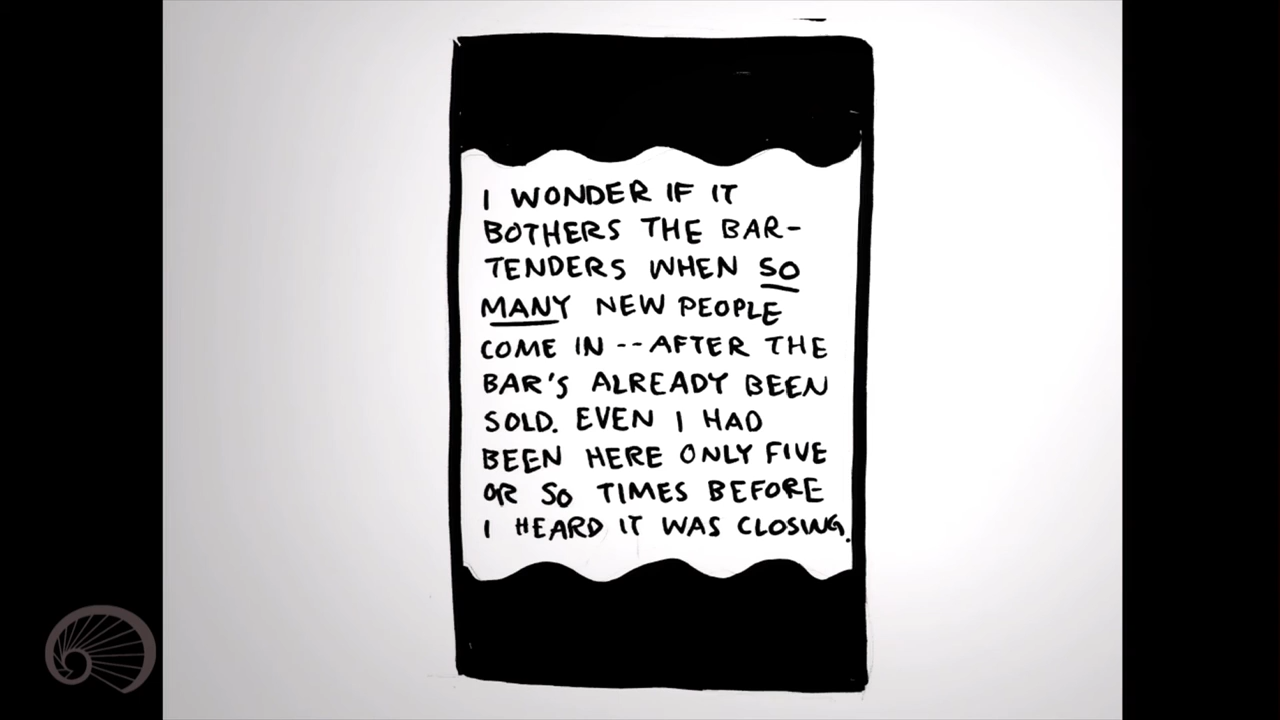 I WONDER IF IT
BOTHERS THE BAR-
TENDERS WHEN SO
MANY NEW PEOPLE
COME IN -- AFTER THE
BAR'S ALREADY BEEN
SOLD. EVEN I HAD
BEEN HERE ONLY FIVE
OR SO TIMES BEFORE
I HEARD IT WAS CLOSING.